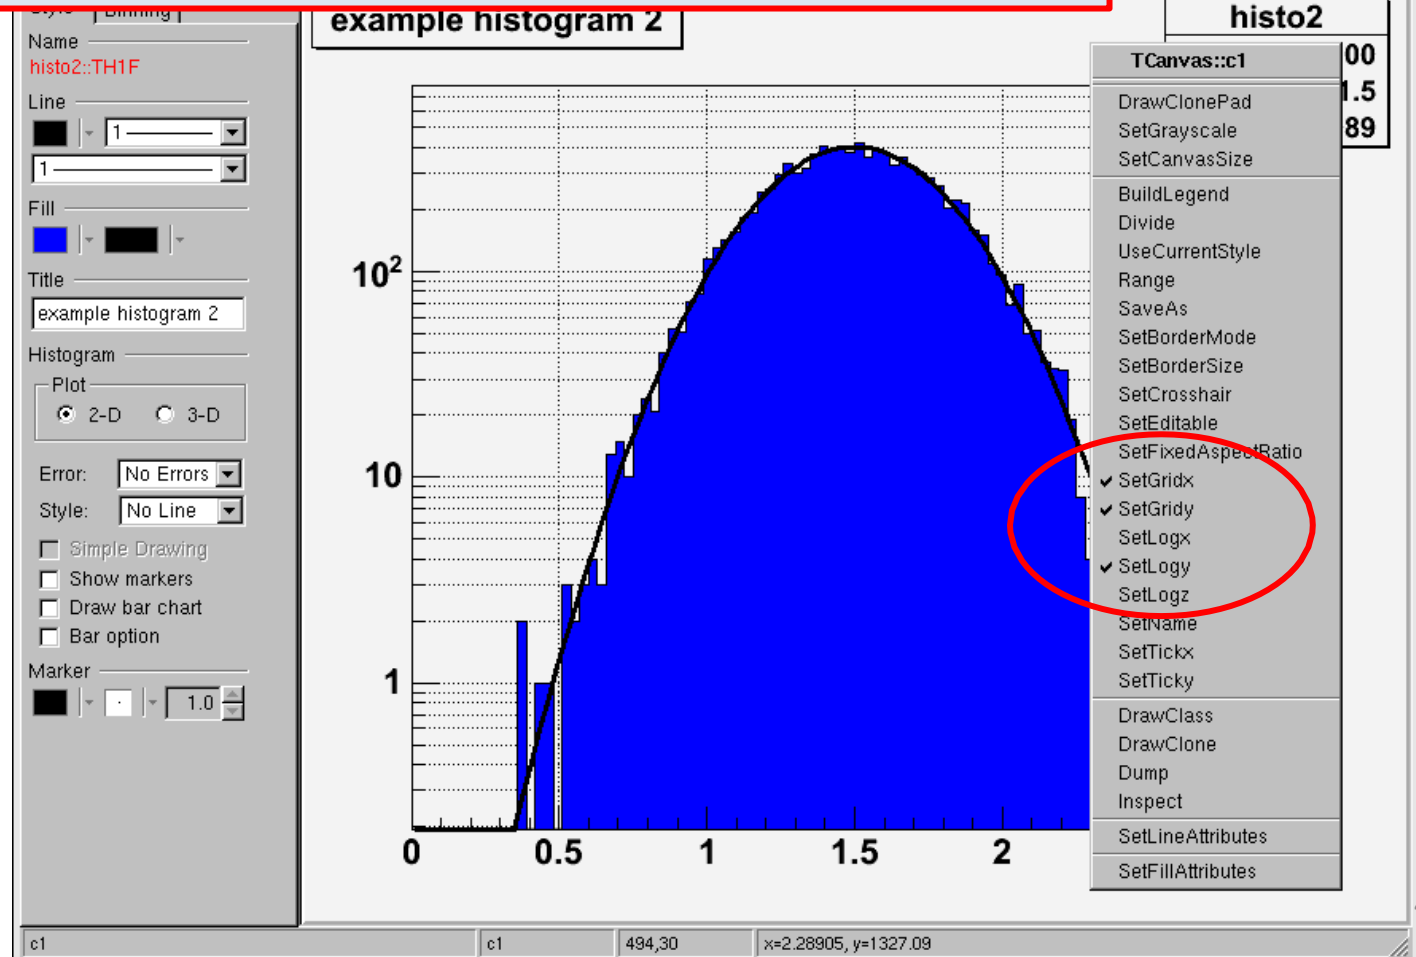 Style Binning
Name
histo2::TH1F
Line
1
1
Fill
Title
example histogram 2
Histogram
Plot
2-D 3-D
Error: No Errors
Style: No Line
Simple Drawing
Show markers
Draw bar chart
Bar option
Marker
1.0
example histogram 2
histo2
00
1.5
89
10²
10
1
0 0.5 1 1.5 2
TCanvas::c1
DrawClonePad
SetGrayscale
SetCanvasSize
BuildLegend
Divide
UseCurrentStyle
Range
SaveAs
SetBorderMode
SetBorderSize
SetCrosshair
SetEditable
SetFixedAspectRatio
SetGridx
SetGridy
SetLogx
SetLogy
SetLogz
SetName
SetTickx
SetTicky
DrawClass
DrawClone
Dump
Inspect
SetLineAttributes
SetFillAttributes
c1 c1 494,30 x=2.28905, y=1327.09